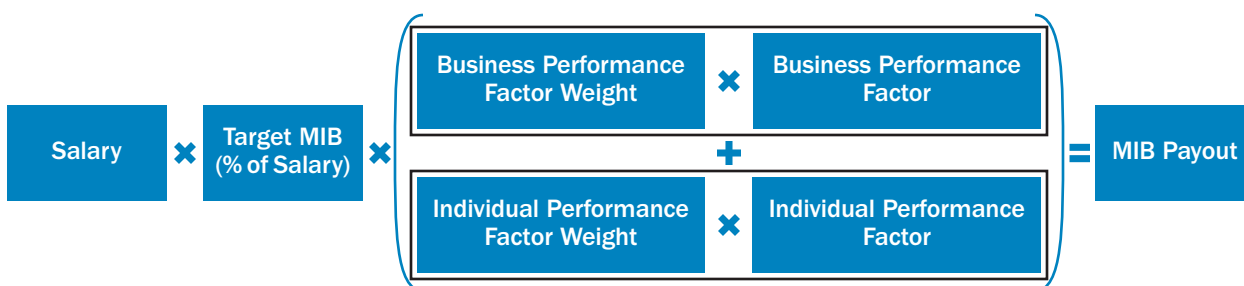 Business Performance
Factor Weight
×
Business Performance
Factor
Salary
×
Target MIB
(% of Salary)
×
+
=
MIB Payout
Individual Performance
Factor Weight
×
Individual Performance
Factor